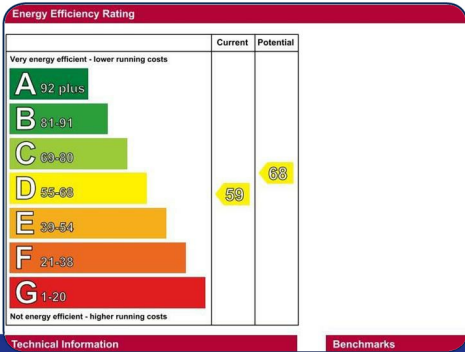 Energy Efficiency Rating
Current Potential
Very energy efficient - lower running costs
A 92 plus
B 81-91
C 69-80
68
D 55-68
59
E 39-54
F 21-38
G 1-20
Not energy efficient - higher running costs
Technical Information
Benchmarks